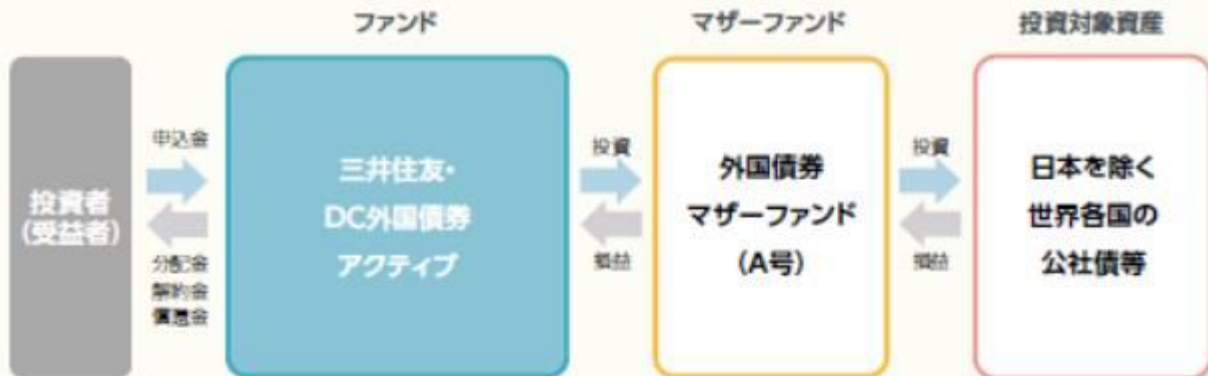 ファンド
マザーファンド
投資対象資産
投資者
(受益者)
申込金
分配金
解約金
償還金
三井住友・
DC外国債券
アクティブ
投資
損益
外国債券
マザーファンド
(A号)
投資
損益
日本を除く
世界各国の
公社債等